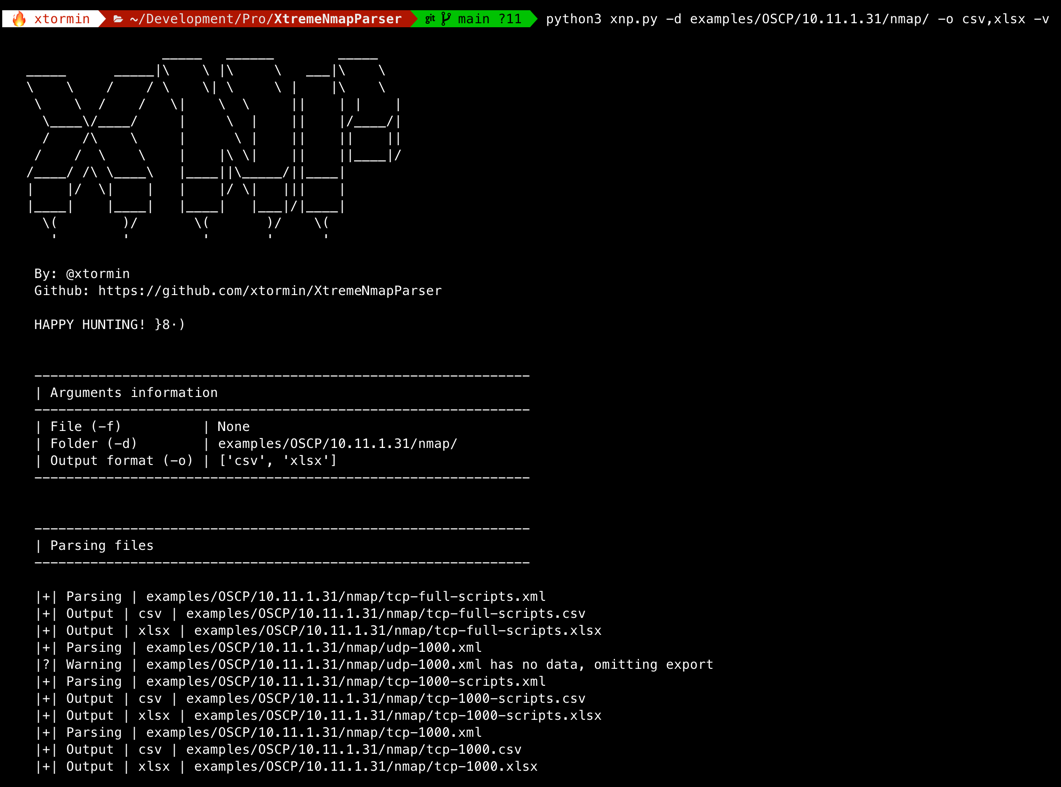 xtormin ~/Development/Pro/XtremeNmapParser git main ?11 python3 xnp.py -d examples/OSCP/10.11.1.31/nmap/ -o csv,xlsx -v
XNP
By: @xtormin
Github: https://github.com/xtormin/XtremeNmapParser
HAPPY HUNTING! }8·)
--------------------------------------------------------------
| Arguments information
--------------------------------------------------------------
| File (-f) | None
| Folder (-d) | examples/OSCP/10.11.1.31/nmap/
| Output format (-o) | ['csv', 'xlsx']
--------------------------------------------------------------
--------------------------------------------------------------
| Parsing files
--------------------------------------------------------------
|+| Parsing | examples/OSCP/10.11.1.31/nmap/tcp-full-scripts.xml
|+| Output | csv | examples/OSCP/10.11.1.31/nmap/tcp-full-scripts.csv
|+| Output | xlsx | examples/OSCP/10.11.1.31/nmap/tcp-full-scripts.xlsx
|+| Parsing | examples/OSCP/10.11.1.31/nmap/udp-1000.xml
|?| Warning | examples/OSCP/10.11.1.31/nmap/udp-1000.xml has no data, omitting export
|+| Parsing | examples/OSCP/10.11.1.31/nmap/tcp-1000-scripts.xml
|+| Output | csv | examples/OSCP/10.11.1.31/nmap/tcp-1000-scripts.csv
|+| Output | xlsx | examples/OSCP/10.11.1.31/nmap/tcp-1000-scripts.xlsx
|+| Parsing | examples/OSCP/10.11.1.31/nmap/tcp-1000.xml
|+| Output | csv | examples/OSCP/10.11.1.31/nmap/tcp-1000.csv
|+| Output | xlsx | examples/OSCP/10.11.1.31/nmap/tcp-1000.xlsx